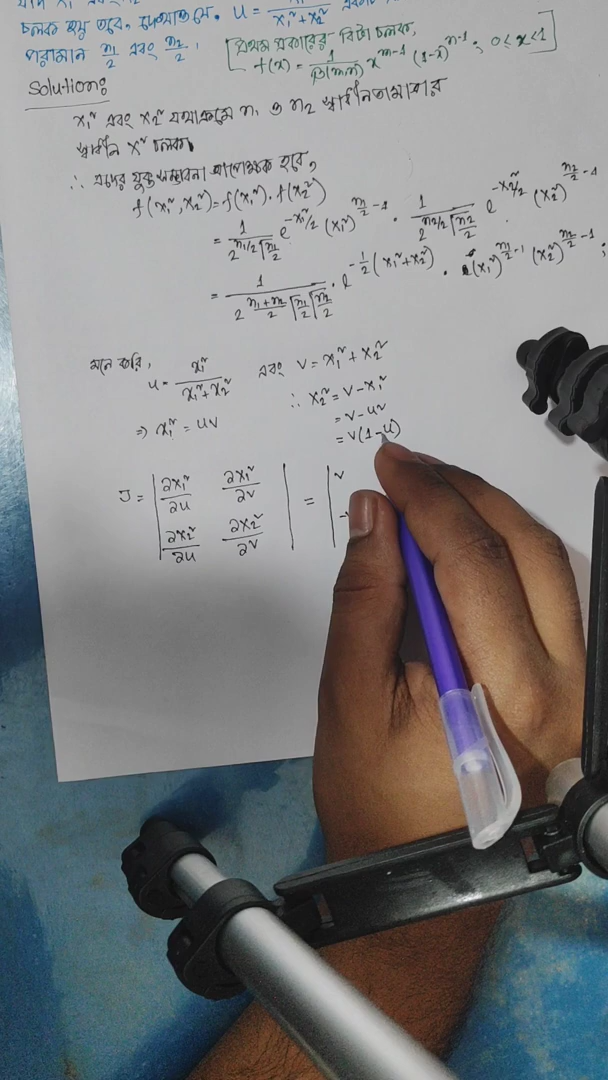 চলক হয় তবে, দেখাও যে, u = x₁²/(x₁²+x₂²) একটি
পরামান n₁/2 এবং n₂/2 ।
[প্রথম প্রকারের বিটা চলক,
f(x) = 1/β(m,n) x^(m-1) (1-x)^(n-1) ; 0<x<1]
Solution:
x₁² এবং x₂² যথাক্রমে n₁ ও n₂ স্বাধীনতামাত্রার
স্বাধীন x² চলক।
∴ এদের যুক্ত সম্ভাবনা অপেক্ষক হবে,
f(x₁², x₂²) = f(x₁²) · f(x₂²)
= 1/(2^(n₁/2) Γ(n₁/2)) e^(-x₁²/2) (x₁²)^(n₁/2 - 1) · 1/(2^(n₂/2) Γ(n₂/2)) e^(-x₂²/2) (x₂²)^(n₂/2 - 1)
= 1/(2^((n₁+n₂)/2) Γ(n₁/2) Γ(n₂/2)) · e^(-1/2 (x₁²+x₂²)) · (x₁²)^(n₁/2 - 1) (x₂²)^(n₂/2 - 1) ;
মনে করি, u = x₁²/(x₁²+x₂²) এবং v = x₁² + x₂²
⇒ x₁² = uv ∴ x₂² = v - x₁²
= v - uv
= v(1-u)
J = |∂x₁²/∂u ∂x₁²/∂v| = |v
|∂x₂²/∂u ∂x₂²/∂v| |-v